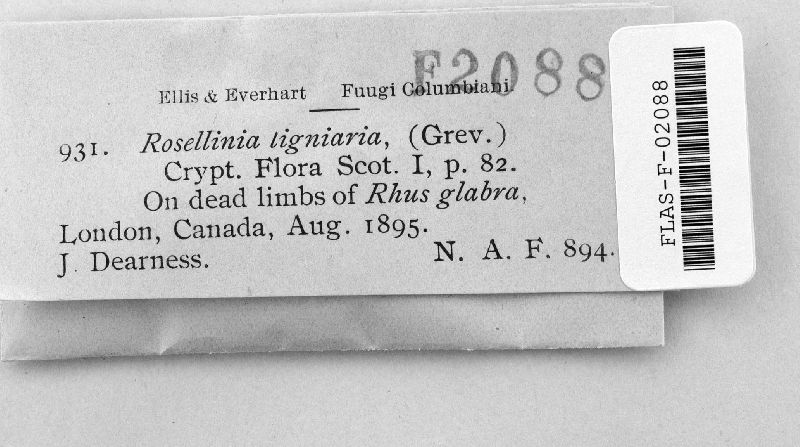 F2088
Ellis & Everhart Fuugi Columbiani.
931. Rosellinia ligniaria, (Grev.)
Crypt. Flora Scot. I, p. 82.
On dead limbs of Rhus glabra,
London, Canada, Aug. 1895.
J. Dearness. N. A. F. 894.
FLAS-F-02088